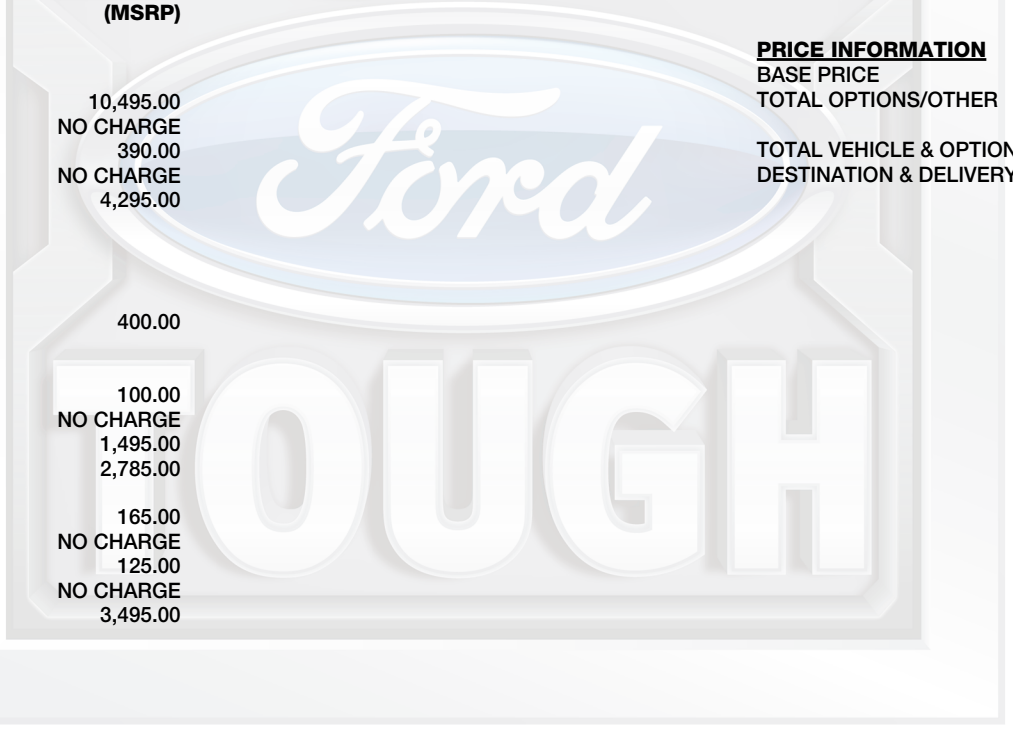 (MSRP)
10,495.00
NO CHARGE
390.00
NO CHARGE
4,295.00
400.00
100.00
NO CHARGE
1,495.00
2,785.00
165.00
NO CHARGE
125.00
NO CHARGE
3,495.00
PRICE INFORMATION
BASE PRICE
TOTAL OPTIONS/OTHER
TOTAL VEHICLE & OPTION
DESTINATION & DELIVERY
Ford
TOUGH